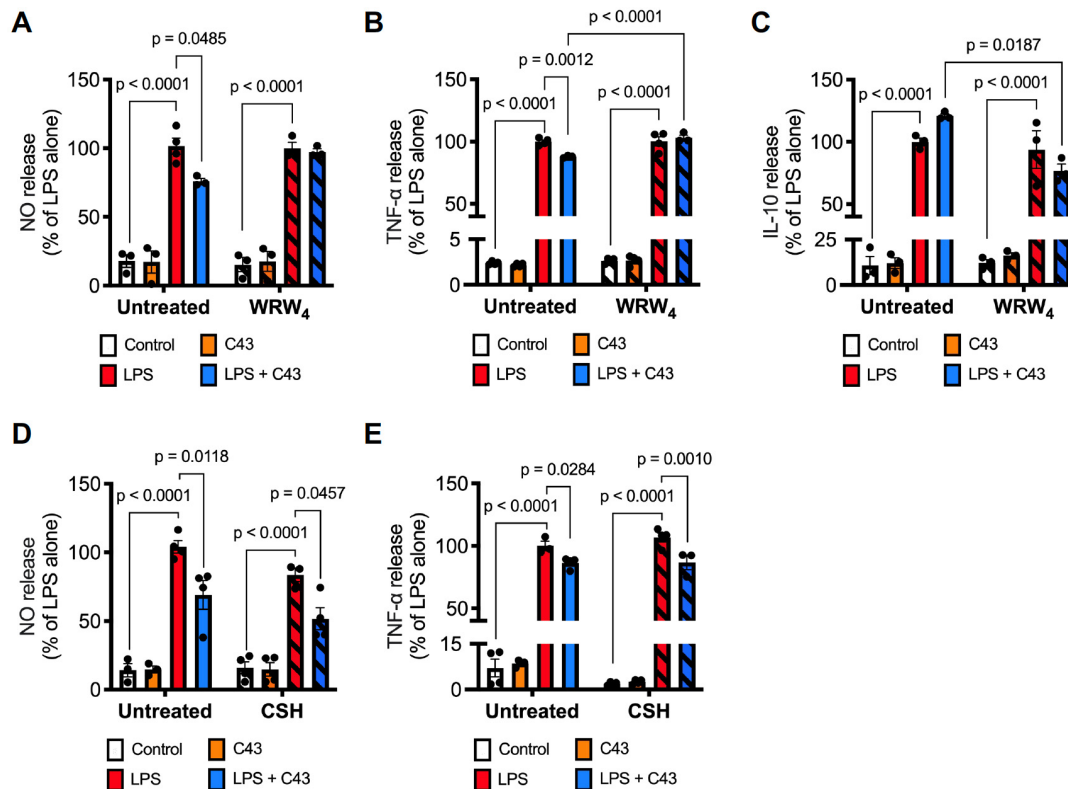 A
p = 0.0485
p < 0.0001
p < 0.0001
NO release
(% of LPS alone)
150
100
50
0
Untreated
WRW4
Control
C43
LPS
LPS + C43
B
p < 0.0001
p = 0.0012
p < 0.0001
p < 0.0001
TNF-α release
(% of LPS alone)
150
100
50
5
0
Untreated
WRW4
Control
C43
LPS
LPS + C43
C
p = 0.0187
p < 0.0001
p < 0.0001
IL-10 release
(% of LPS alone)
150
100
50
25
0
Untreated
WRW4
Control
C43
LPS
LPS + C43
D
p = 0.0118
p < 0.0001
p = 0.0457
p < 0.0001
NO release
(% of LPS alone)
150
100
50
0
Untreated
CSH
Control
C43
LPS
LPS + C43
E
p = 0.0284
p = 0.0010
p < 0.0001
p < 0.0001
TNF-α release
(% of LPS alone)
150
100
50
15
0
Untreated
CSH
Control
C43
LPS
LPS + C43